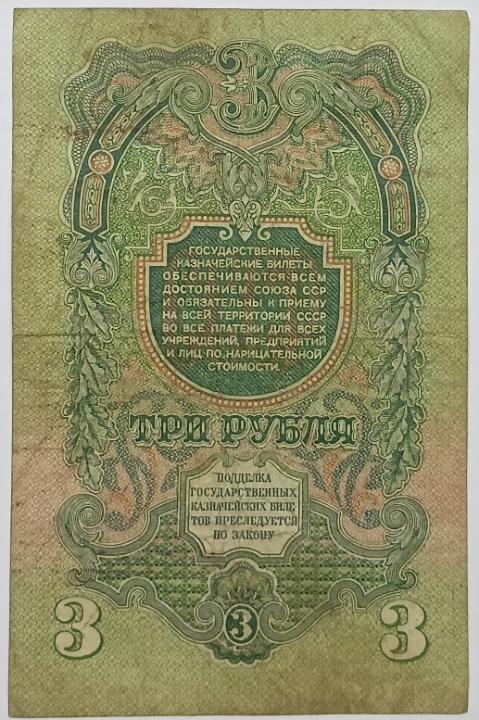 3
ГОСУДАРСТВЕННЫЕ
КАЗНАЧЕЙСКИЕ БИЛЕТЫ
ОБЕСПЕЧИВАЮТСЯ ВСЕМ
ДОСТОЯНИЕМ СОЮЗА ССР
И ОБЯЗАТЕЛЬНЫ К ПРИЕМУ
НА ВСЕЙ ТЕРРИТОРИИ СССР
ВО ВСЕ ПЛАТЕЖИ ДЛЯ ВСЕХ
УЧРЕЖДЕНИЙ, ПРЕДПРИЯТИЙ
И ЛИЦ ПО НАРИЦАТЕЛЬНОЙ
СТОИМОСТИ.
ТРИ РУБЛЯ
ПОДДЕЛКА
ГОСУДАРСТВЕННЫХ
КАЗНАЧЕЙСКИХ БИЛЕ-
ТОВ ПРЕСЛЕДУЕТСЯ
ПО ЗАКОНУ
3 3 3